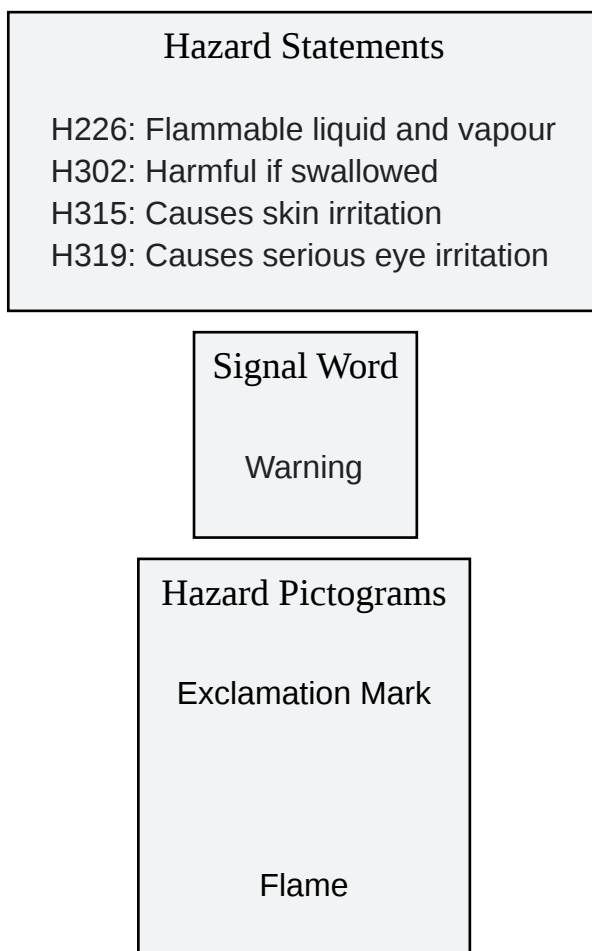 Hazard Statements
H226: Flammable liquid and vapour
H302: Harmful if swallowed
H315: Causes skin irritation
H319: Causes serious eye irritation
Signal Word
Warning
Hazard Pictograms
Exclamation Mark
Flame